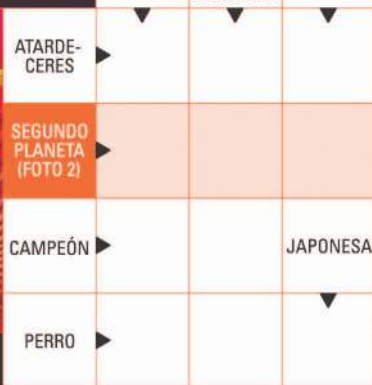 ATARDE-
CERES
SEGUNDO
PLANETA
(FOTO 2)
CAMPEÓN
JAPONESA
PERRO